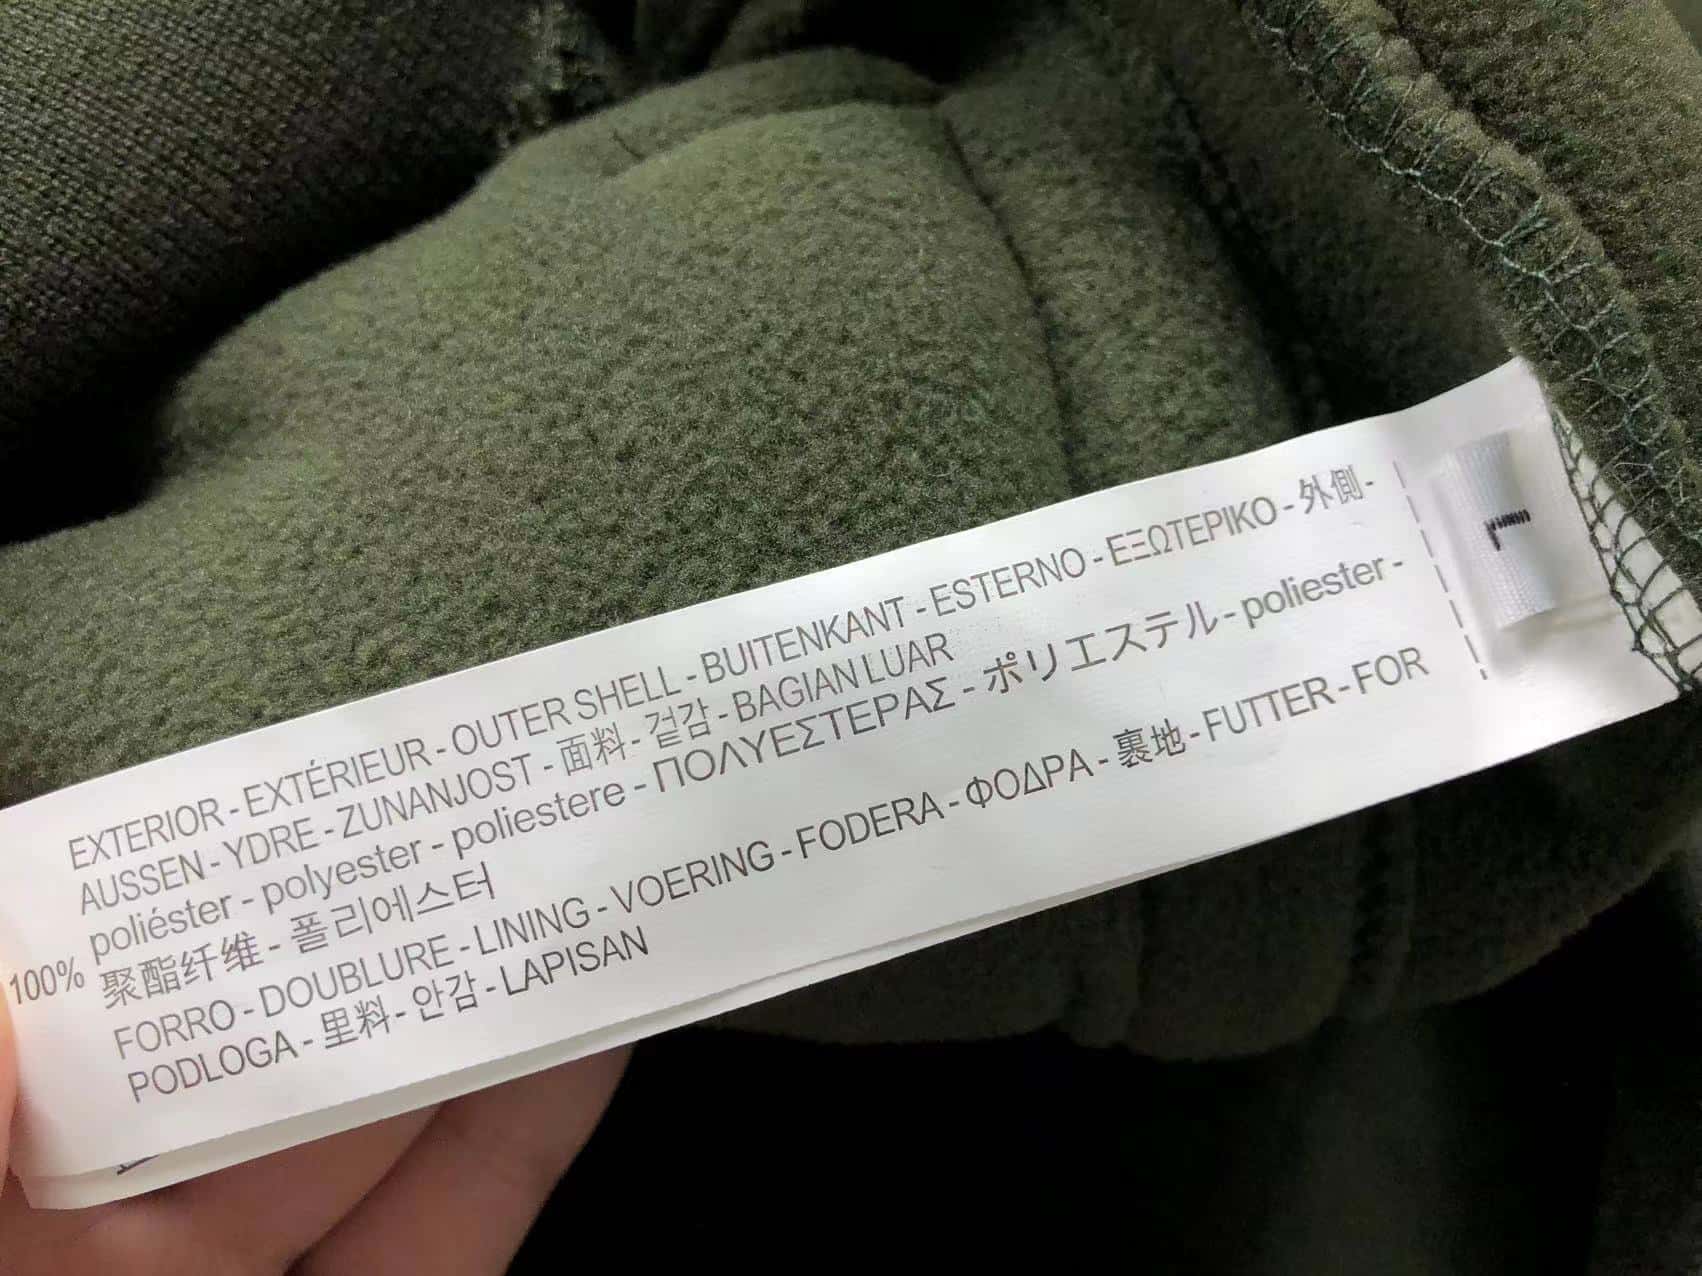 EXTERIOR - EXTÉRIEUR - OUTER SHELL - BUITENKANT - ESTERNO - ΕΞΩΤΕΡΙΚΟ - 外側 -
AUSSEN - YDRE - ZUNANJOST - 面料 - 겉감 - BAGIAN LUAR
poliéster - polyester - poliestere - ΠΟΛΥΕΣΤΕΡΑΣ - ポリエステル - poliester -
100% 聚酯纤维 - 폴리에스터
FORRO - DOUBLURE - LINING - VOERING - FODERA - ΦΟΔΡΑ - 裏地 - FUTTER - FOR
PODLOGA - 里料 - 안감 - LAPISAN